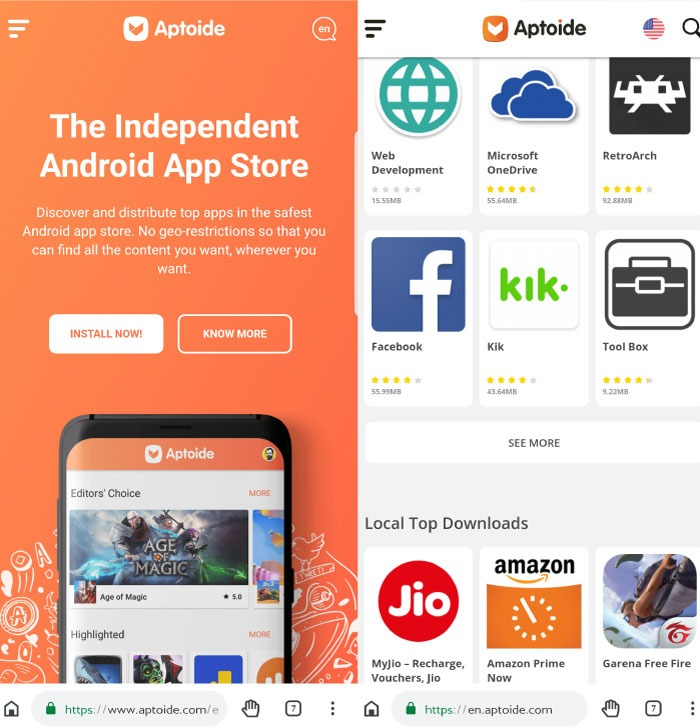 Aptoide
en
The Independent
Android App Store
Discover and distribute top apps in the safest
Android app store. No geo-restrictions so that you
can find all the content you want, wherever you
want.
INSTALL NOW!
KNOW MORE
Aptoide
Editors' Choice
MORE
AGE
OF
MAGIC
Age of Magic
★ 5.0
Highlighted
MORE
https://www.aptoide.com/e
7
Aptoide
Web
Development
15.55MB
Microsoft
OneDrive
55.64MB
RetroArch
92.88MB
Facebook
55.99MB
kik.
Kik
43.64MB
Tool Box
9.22MB
SEE MORE
Local Top Downloads
Jio
MyJio – Recharge,
Vouchers, Jio
amazon
Amazon Prime
Now
Garena Free Fire
https://en.aptoide.com
7